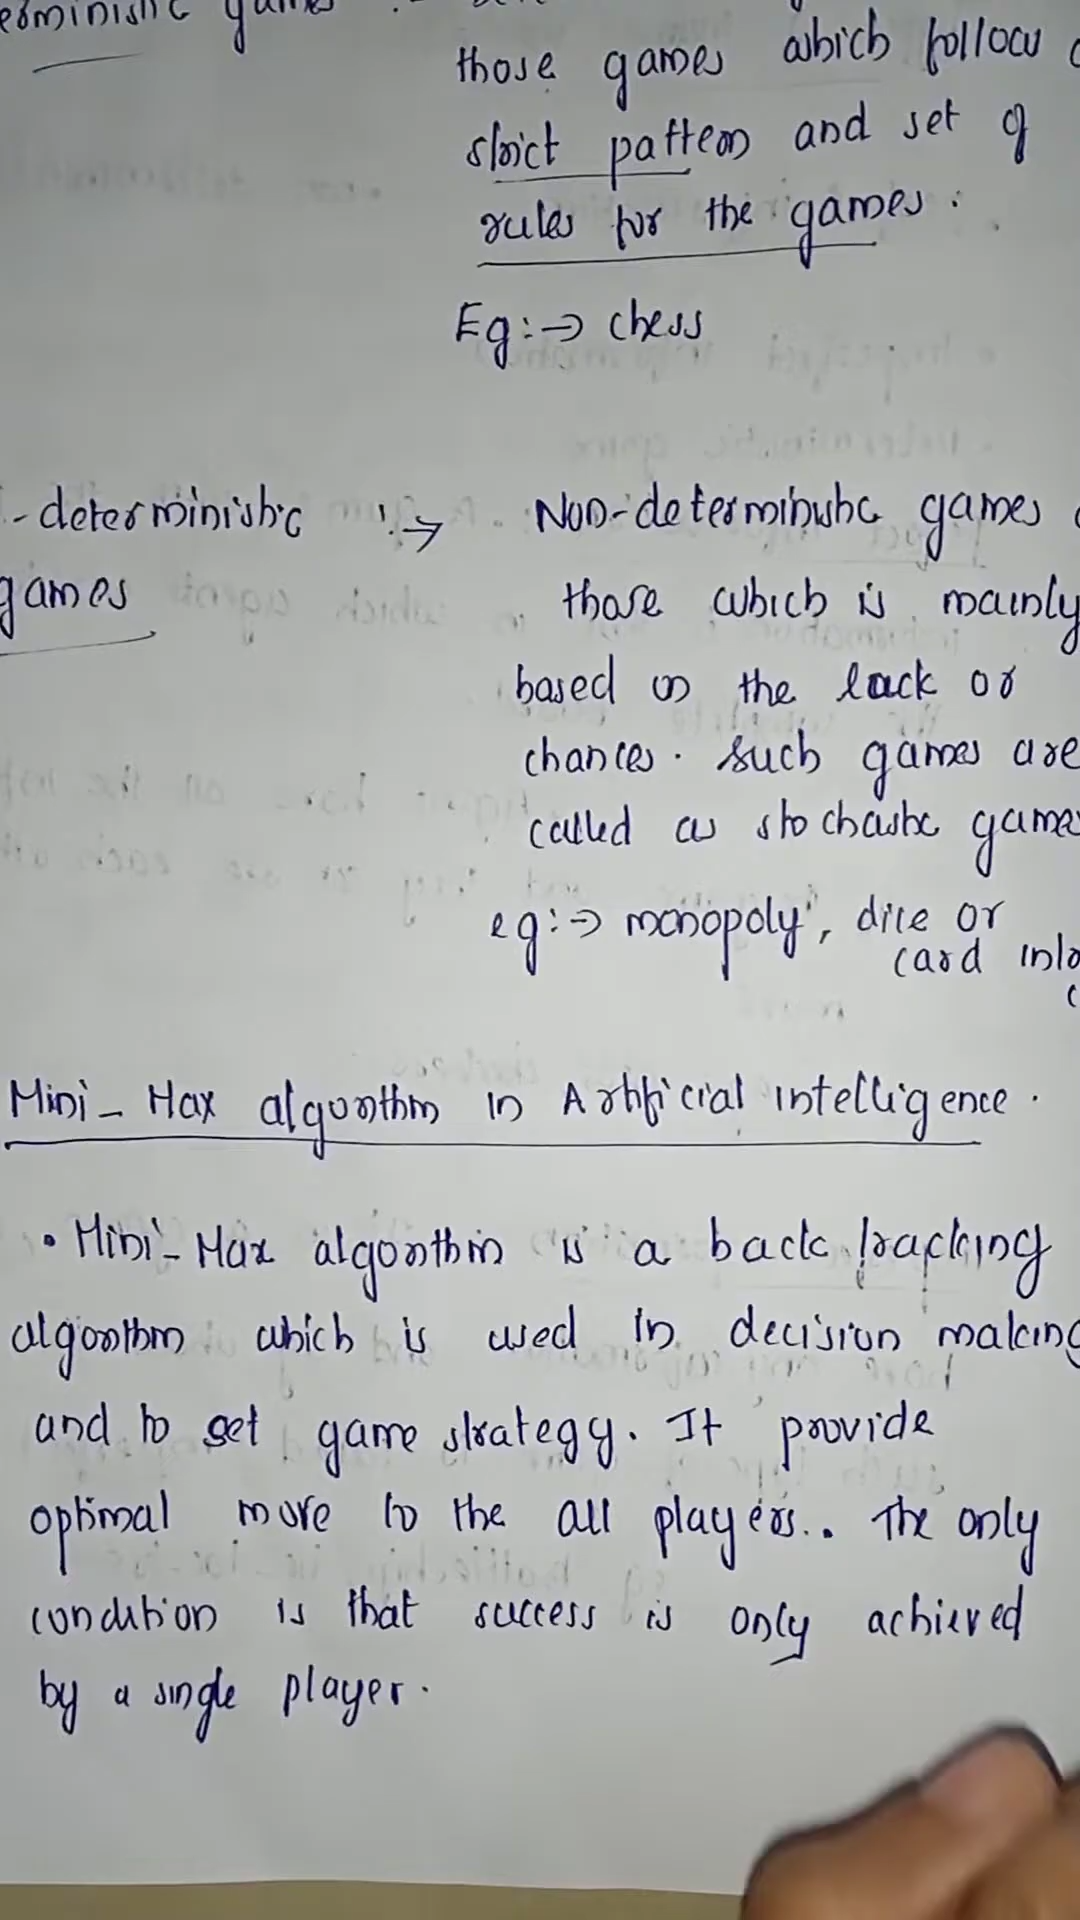 games :-
those games which follow
strict pattern and set of
rules for the games.
Eg:→ chess
-deterministic :→ Non-deterministic games
games those which is mainly
based on the luck or
chances. such games are
called as stochastic game
eg:→ monopoly, dice or
card
Mini-Max algorithm in Artificial intelligence.
• Mini-Max algorithm is a back tracking
algorithm which is used in decision making
and to set game strategy. It provide
optimal move to the all players.. The only
condition is that success is only achieved
by a single player.